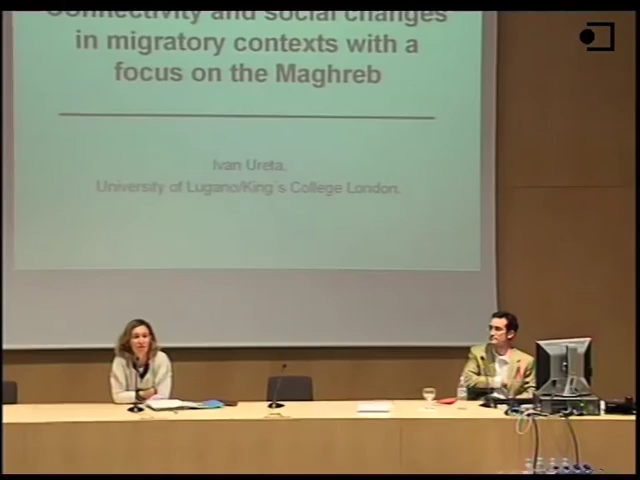 Connectivity and social changes
in migratory contexts with a
focus on the Maghreb
Ivan Ureta.
University of Lugano/King´s College London.